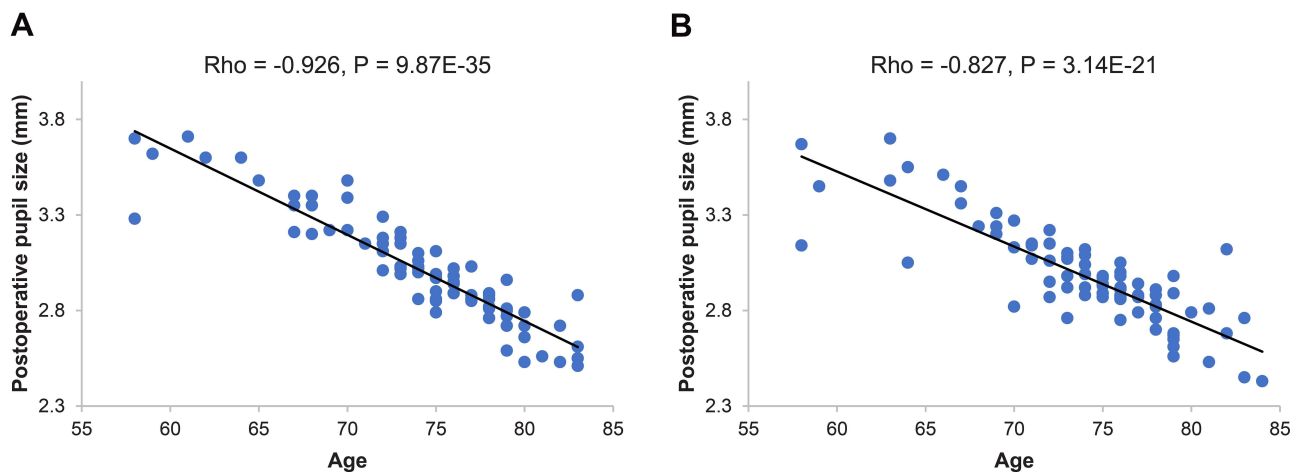 A
Rho = -0.926, P = 9.87E-35
Postoperative pupil size (mm)
3.8
3.3
2.8
2.3
55 60 65 70 75 80 85
Age
B
Rho = -0.827, P = 3.14E-21
Postoperative pupil size (mm)
3.8
3.3
2.8
2.3
55 60 65 70 75 80 85
Age